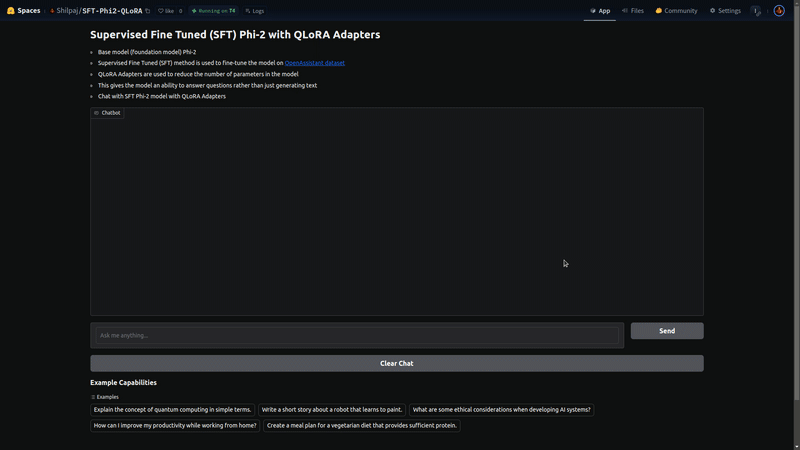 Spaces Shilpaj/SFT-Phi2-QLoRA like 0 Running on T4 Logs App Files Community Settings
Supervised Fine Tuned (SFT) Phi-2 with QLoRA Adapters
Base model (foundation model) Phi-2
Supervised Fine Tuned (SFT) method is used to fine-tune the model on OpenAssistant dataset
QLoRA Adapters are used to reduce the number of parameters in the model
This gives the model an ability to answer questions rather than just generating text
Chat with SFT Phi-2 model with QLoRA Adapters
Chatbot
Ask me anything...
Send
Clear Chat
Example Capabilities
Examples
Explain the concept of quantum computing in simple terms. Write a short story about a robot that learns to paint. What are some ethical considerations when developing AI systems?
How can I improve my productivity while working from home? Create a meal plan for a vegetarian diet that provides sufficient protein.